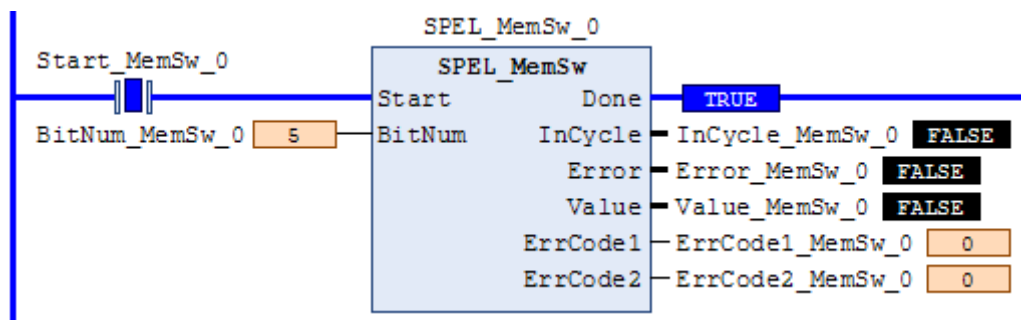 SPEL_MemSw_0
Start_MemSw_0
SPEL_MemSw
Start Done TRUE
BitNum_MemSw_0 5 BitNum InCycle InCycle_MemSw_0 FALSE
Error Error_MemSw_0 FALSE
Value Value_MemSw_0 FALSE
ErrCode1 ErrCode1_MemSw_0 0
ErrCode2 ErrCode2_MemSw_0 0